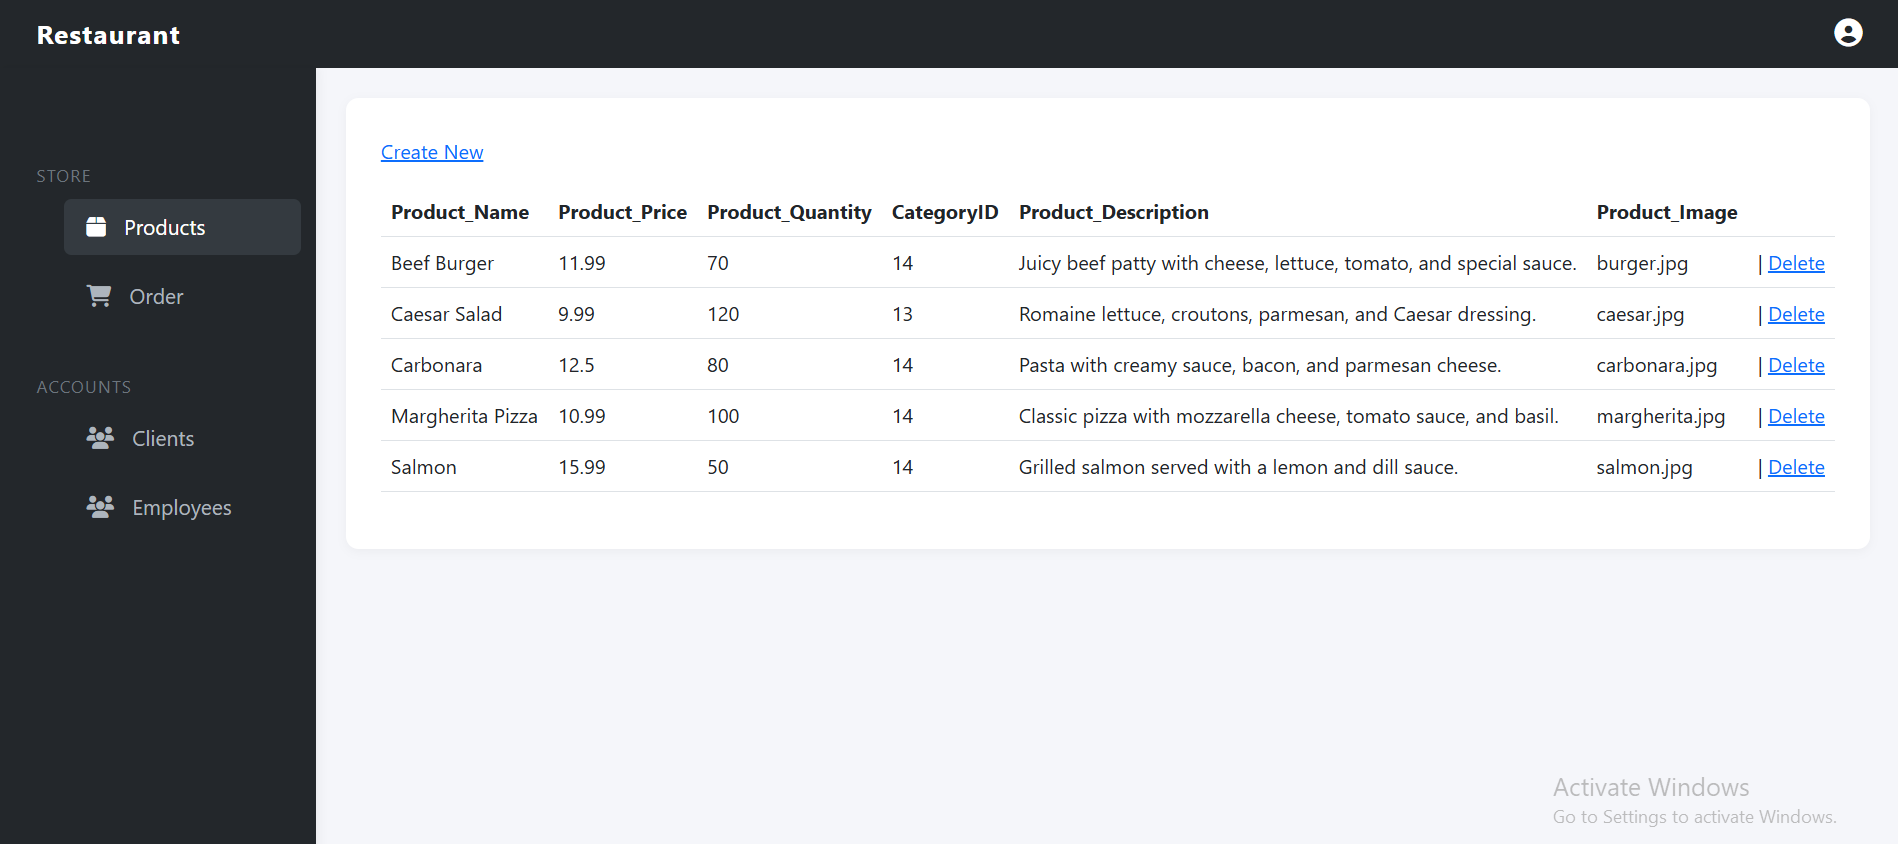 Restaurant
STORE
Products
Order
ACCOUNTS
Clients
Employees
Create New
Product_Name Product_Price Product_Quantity CategoryID Product_Description Product_Image
Beef Burger 11.99 70 14 Juicy beef patty with cheese, lettuce, tomato, and special sauce. burger.jpg | Delete
Caesar Salad 9.99 120 13 Romaine lettuce, croutons, parmesan, and Caesar dressing. caesar.jpg | Delete
Carbonara 12.5 80 14 Pasta with creamy sauce, bacon, and parmesan cheese. carbonara.jpg | Delete
Margherita Pizza 10.99 100 14 Classic pizza with mozzarella cheese, tomato sauce, and basil. margherita.jpg | Delete
Salmon 15.99 50 14 Grilled salmon served with a lemon and dill sauce. salmon.jpg | Delete
Activate Windows
Go to Settings to activate Windows.